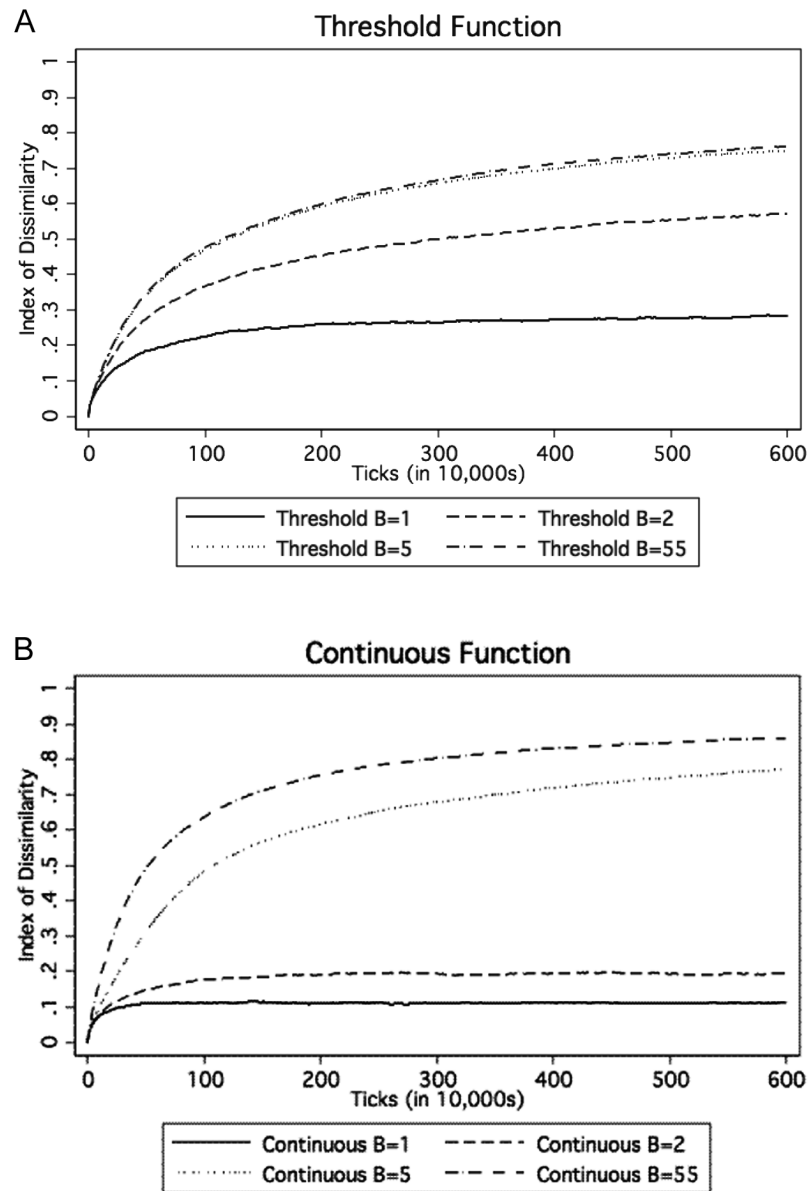 A
Threshold Function
Index of Dissimilarity
1
.9
.8
.7
.6
.5
.4
.3
.2
.1
0
0 100 200 300 400 500 600
Ticks (in 10,000s)
Threshold B=1 Threshold B=2
Threshold B=5 Threshold B=55
B
Continuous Function
Index of Dissimilarity
1
.9
.8
.7
.6
.5
.4
.3
.2
.1
0
0 100 200 300 400 500 600
Ticks (in 10,000s)
Continuous B=1 Continuous B=2
Continuous B=5 Continuous B=55